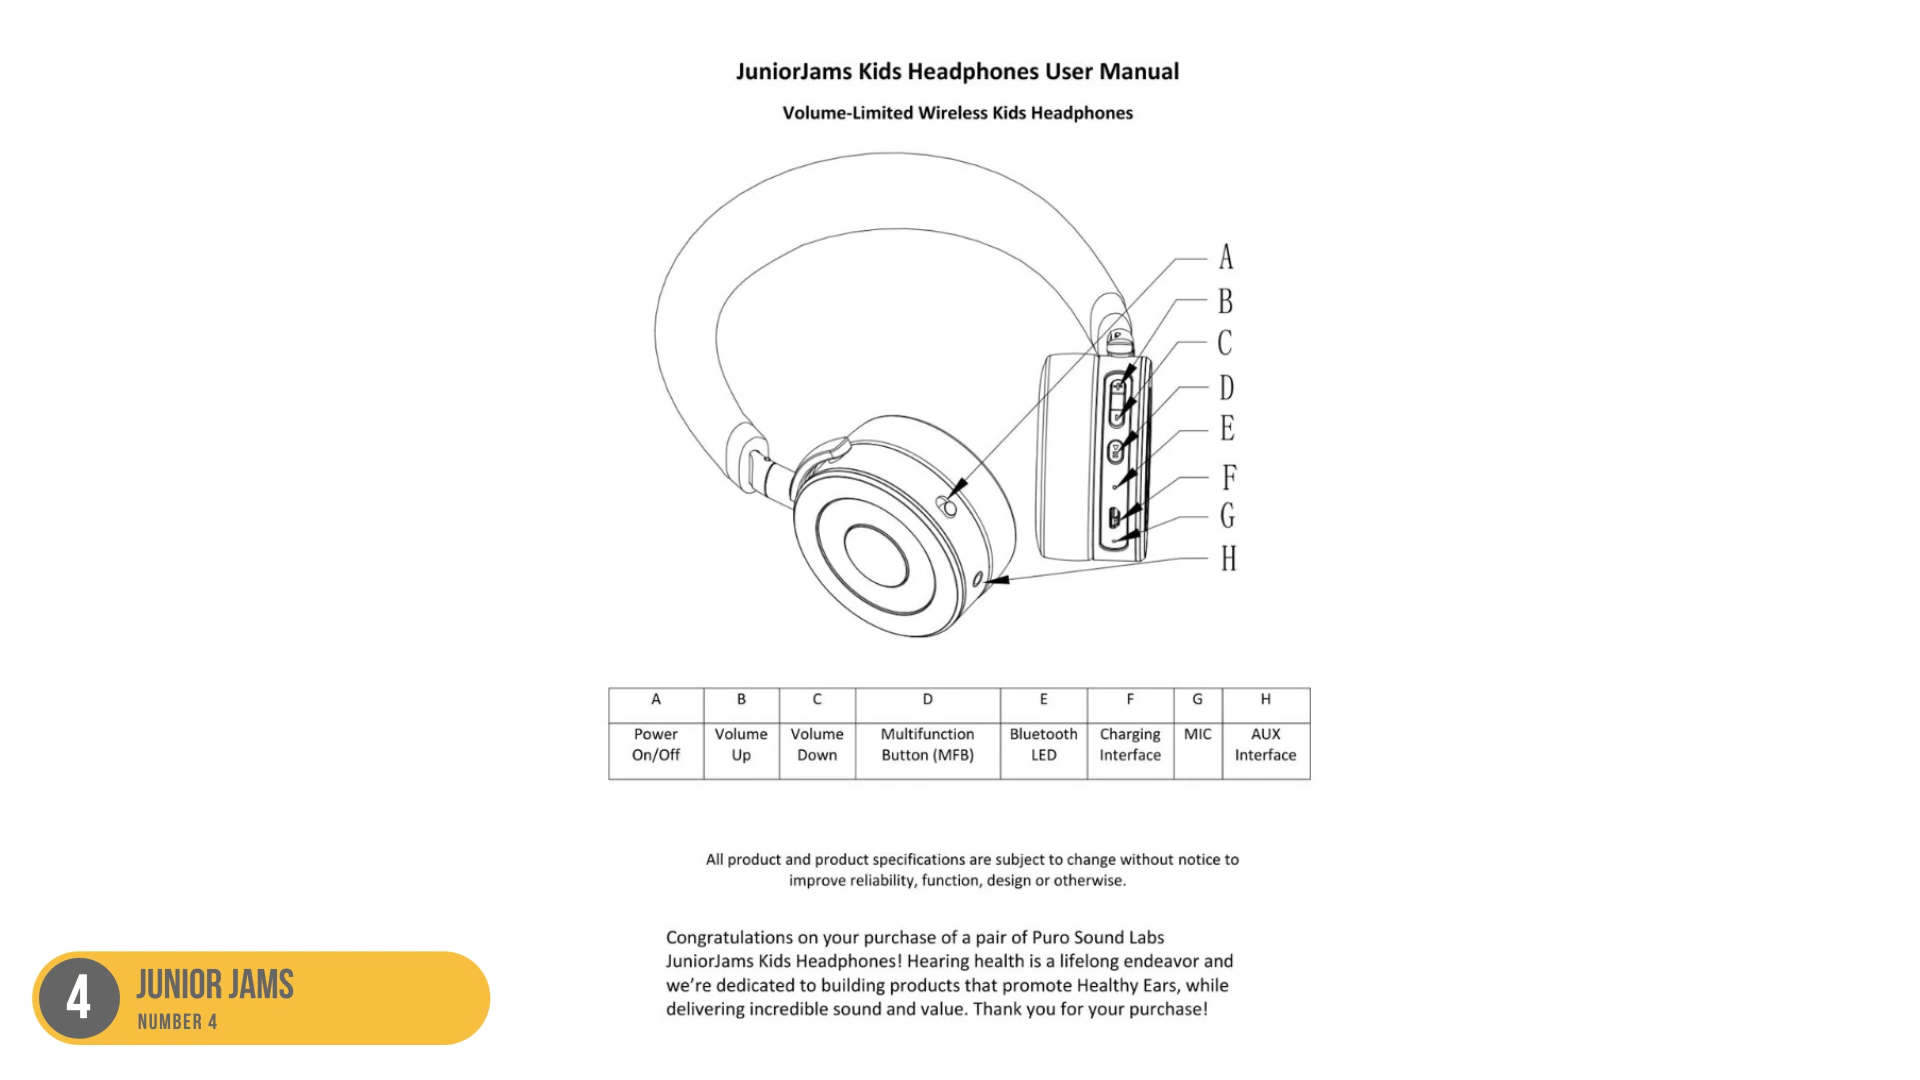 JuniorJams Kids Headphones User Manual
Volume-Limited Wireless Kids Headphones
A
B
C
D
E
F
G
H
A B C D E F G H
Power Volume Volume Multifunction Bluetooth Charging MIC AUX
On/Off Up Down Button (MFB) LED Interface Interface
All product and product specifications are subject to change without notice to
improve reliability, function, design or otherwise.
Congratulations on your purchase of a pair of Puro Sound Labs
JuniorJams Kids Headphones! Hearing health is a lifelong endeavor and
we're dedicated to building products that promote Healthy Ears, while
delivering incredible sound and value. Thank you for your purchase!
4 JUNIOR JAMS
NUMBER 4